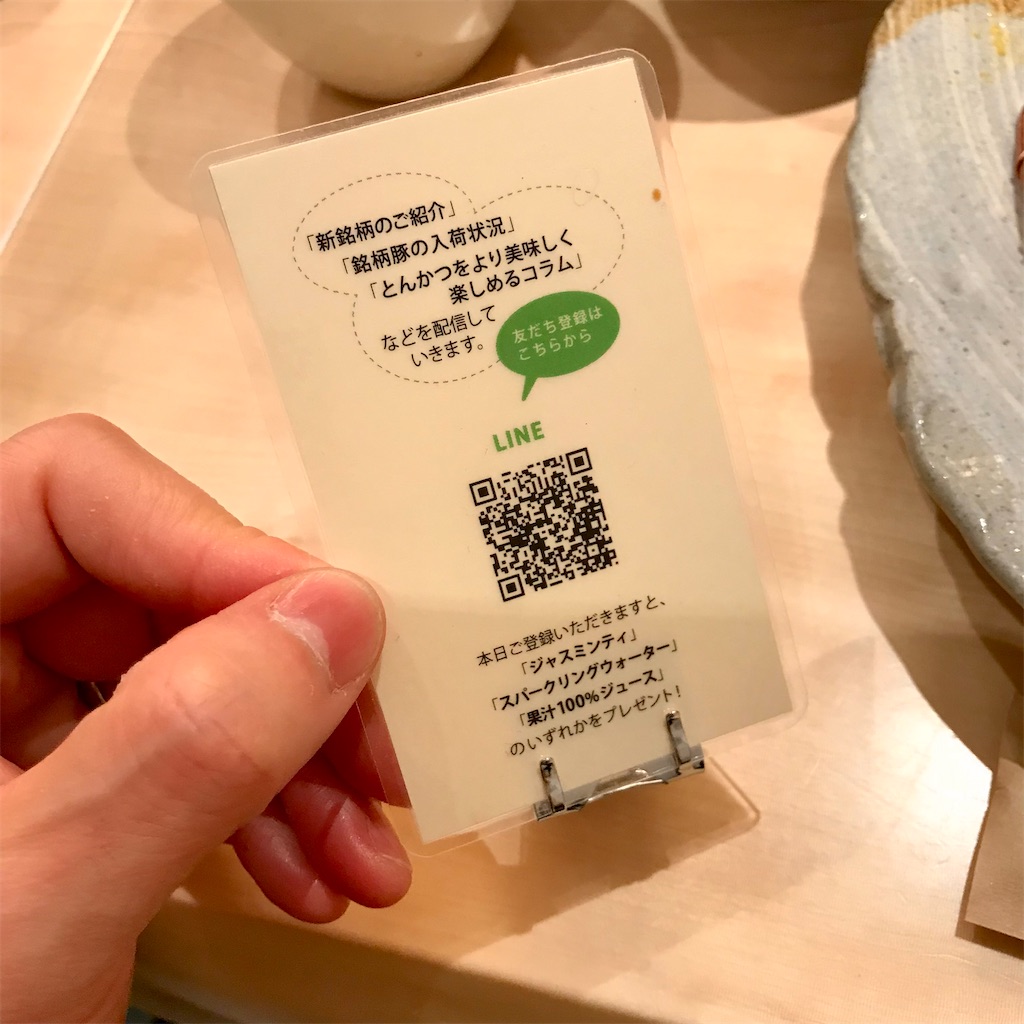 「新銘柄のご紹介」
「銘柄豚の入荷状況」
「とんかつをより美味しく
楽しめるコラム」
などを配信して
いきます。
友だち登録は
こちらから
LINE
本日ご登録いただきますと、
「ジャスミンティ」
「スパークリングウォーター」
「果汁100%ジュース」
のいずれかをプレゼント!